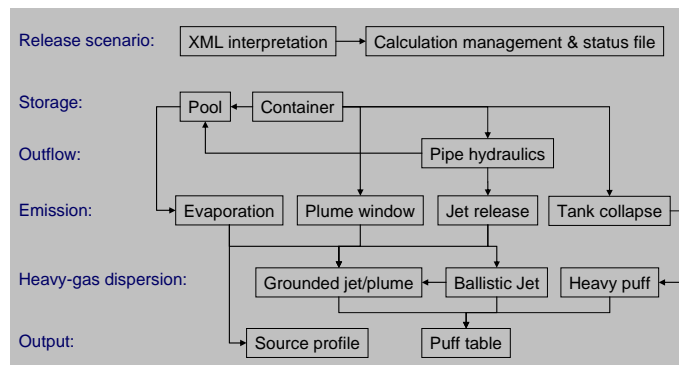 Release scenario: XML interpretation Calculation management & status file
Storage: Pool Container
Outflow: Pipe hydraulics
Emission: Evaporation Plume window Jet release Tank collapse
Heavy-gas dispersion: Grounded jet/plume Ballistic Jet Heavy puff
Output: Source profile Puff table